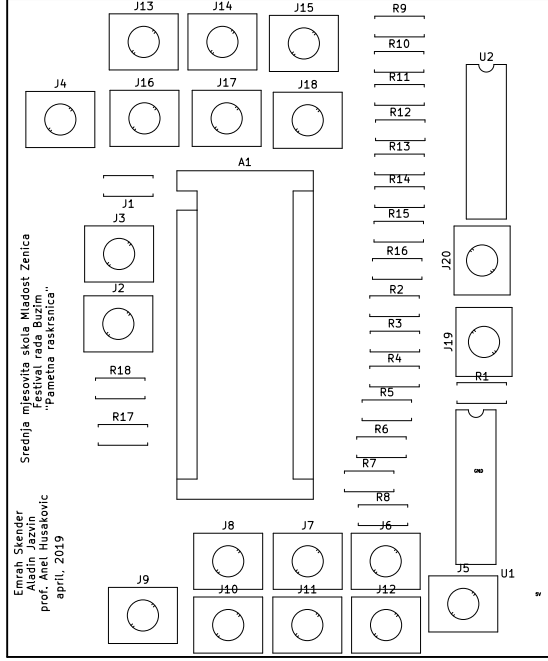 J13
J14
J15
R9
R10
U2
J4
J16
J17
J18
R11
R12
R13
A1
R14
J1
R15
J3
J20
R16
J2
R2
R3
J19
R18
R4
R1
R5
R17
R6
GND
R7
R8
J8
J7
J6
J9
J10
J11
J12
J5
U1
5V
Srednja mjesovita skola Mladost Zenica
Festival rada Buzim
"Pametna raskrsnica"
Emrah Skender
Aladin Jazvin
prof. Anel Husakovic
april, 2019